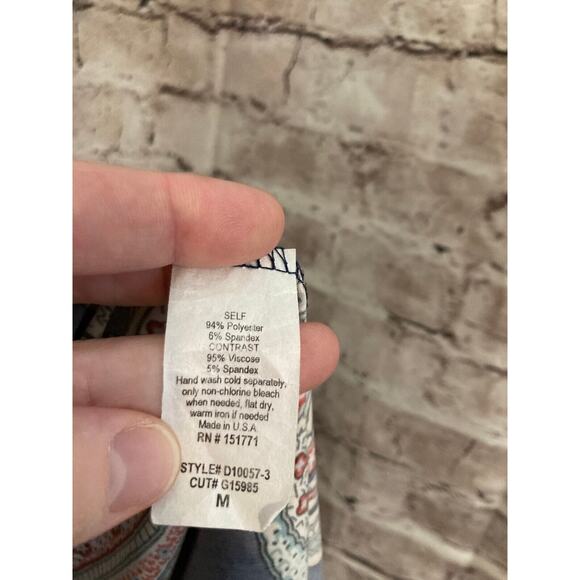 SELF
94% Polyester
6% Spandex
CONTRAST
95% Viscose
5% Spandex
Hand wash cold separately,
only non-chlorine bleach
when needed, flat dry,
warm iron if needed
Made in U.S.A
RN # 151771
STYLE# D10057-3
CUT# G15985
M